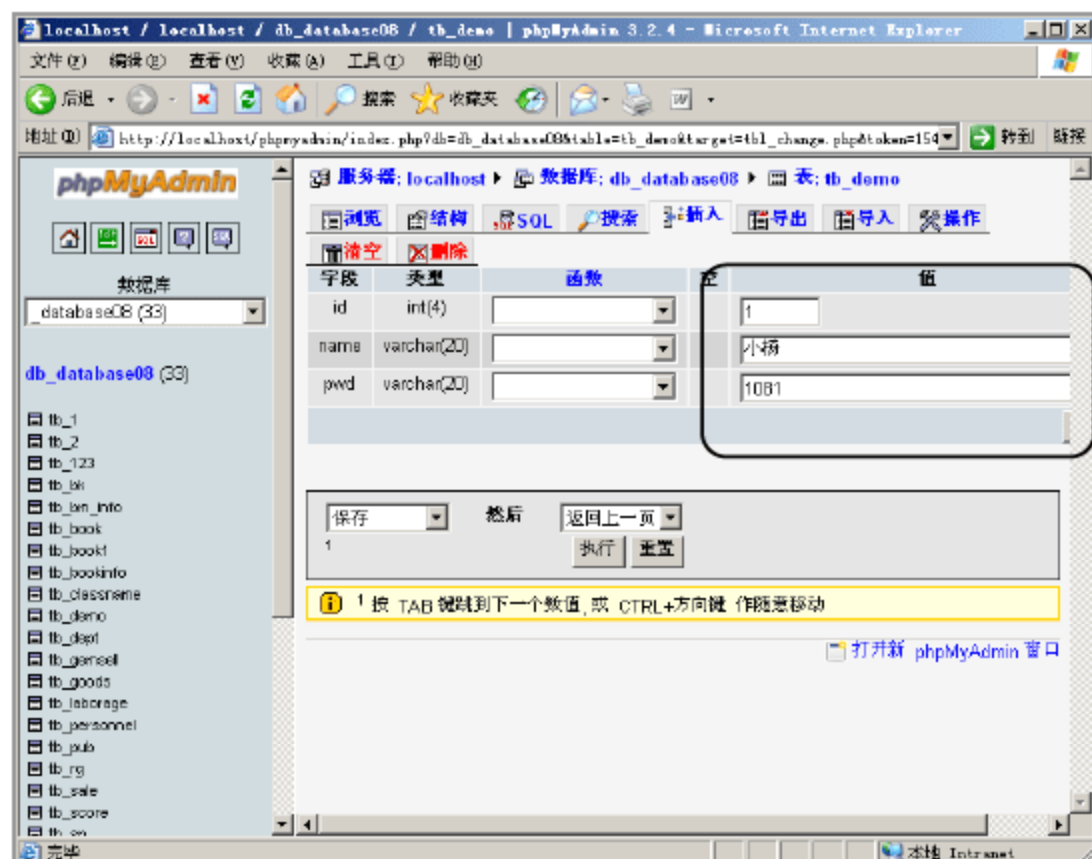 localhost / localhost / db_database08 / tb_demo | phpMyAdmin 3.2.4 - Microsoft Internet Explorer
文件(F) 编辑(E) 查看(V) 收藏(A) 工具(T) 帮助(H)
后退 搜索 收藏夹
地址(D) http://localhost/phpmyadmin/index.php?db=db_database08&table=tb_demo&target=tbl_change.php&token=154 转到 链接
phpMyAdmin
SQL
数据库
_database08 (33)
db_database08 (33)
tb_1
tb_2
tb_123
tb_bk
tb_bm_info
tb_book
tb_book1
tb_bookinfo
tb_classname
tb_demo
tb_dept
tb_gemsell
tb_goods
tb_laborage
tb_personnel
tb_pub
tb_rg
tb_sale
tb_score
服务器: localhost 数据库: db_database08 表: tb_demo
浏览 结构 SQL 搜索 插入 导出 导入 操作
清空 删除
字段 类型 函数 空 值
id int(4) 1
name varchar(20) 小杨
pwd varchar(20) 1081
保存 然后 返回上一页
1
执行 重置
1 按 TAB 键跳到下一个数值,或 CTRL+方向键 作随意移动
打开新 phpMyAdmin 窗口
完毕 本地 Intranet